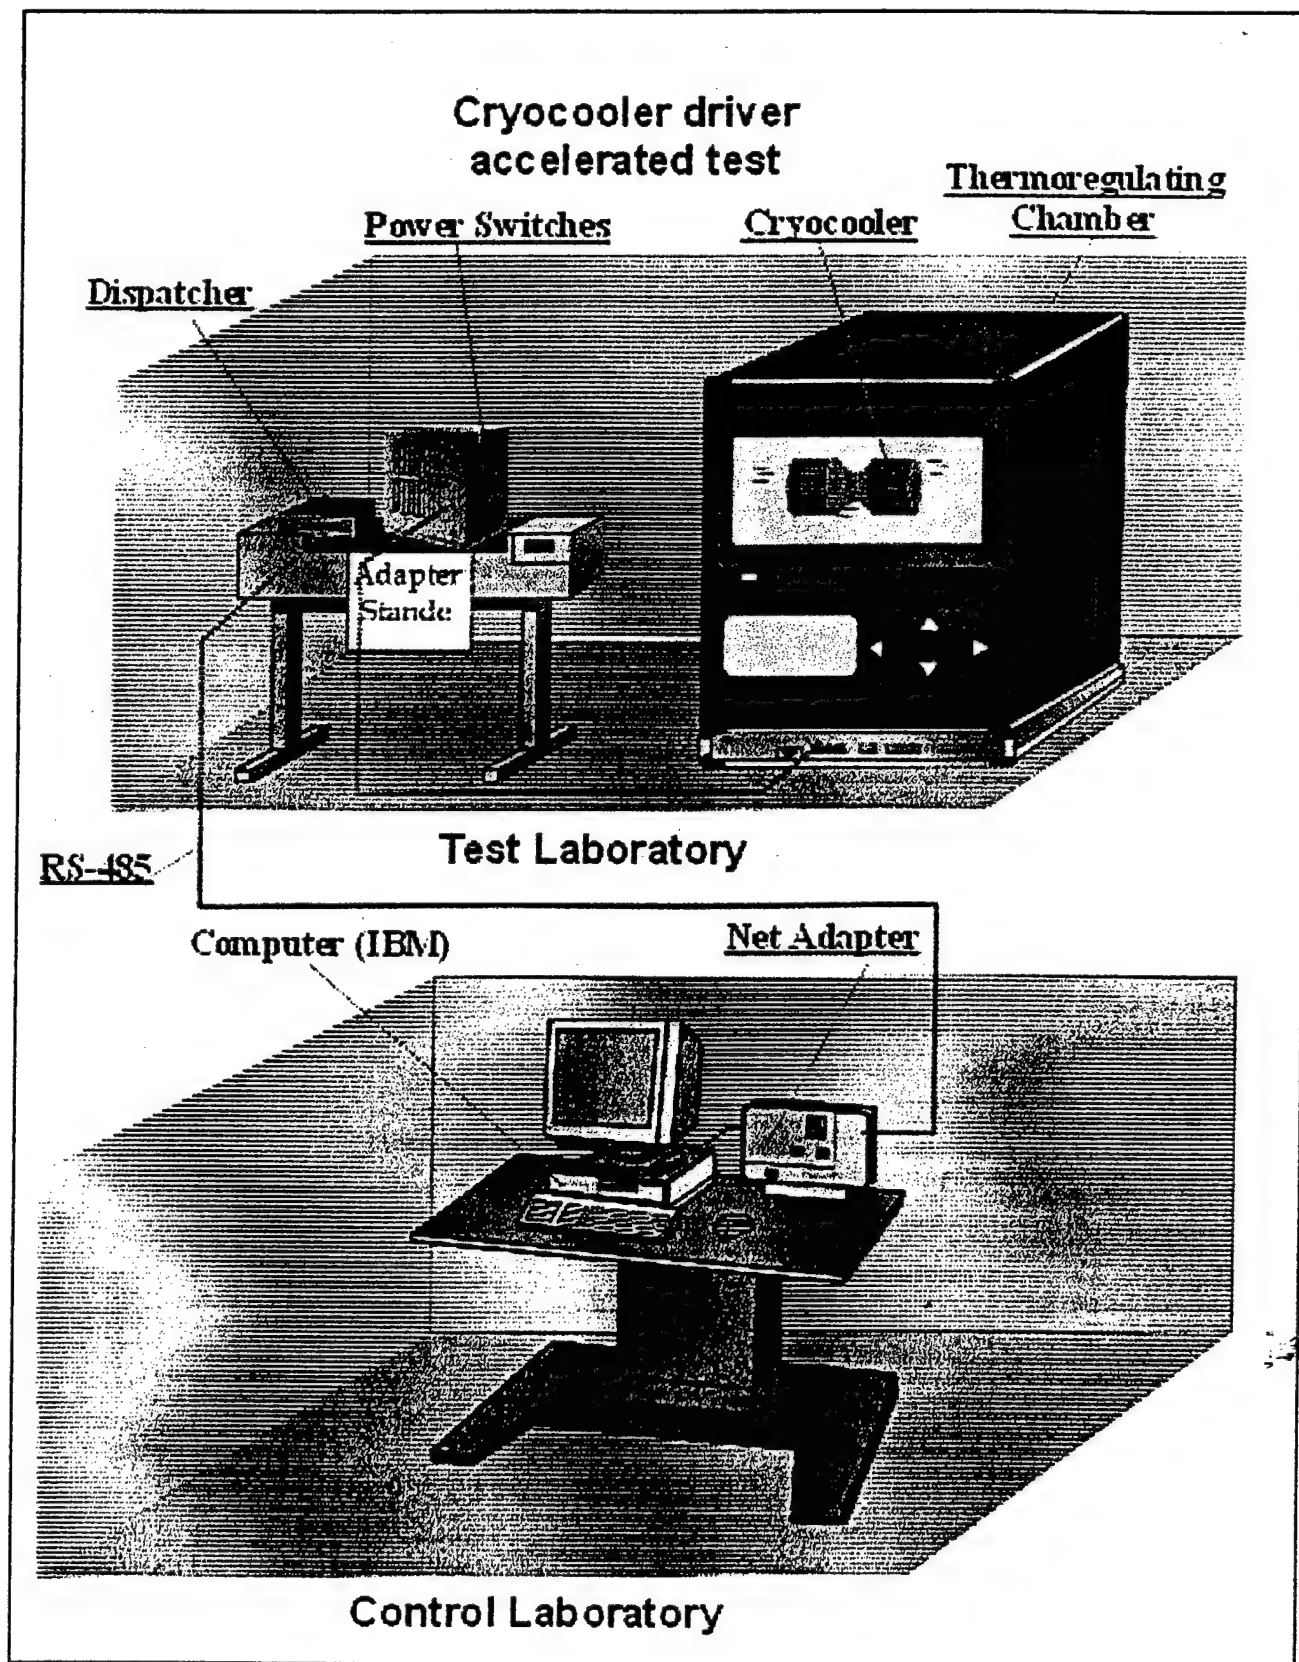 Cryocooler driver
accelerated test
Thermoregulating
Chamber
Power Switches
Cryocooler
Dispatcher
Adapter
Stande
Test Laboratory
RS-485
Computer (IBM)
Net Adapter
Control Laboratory